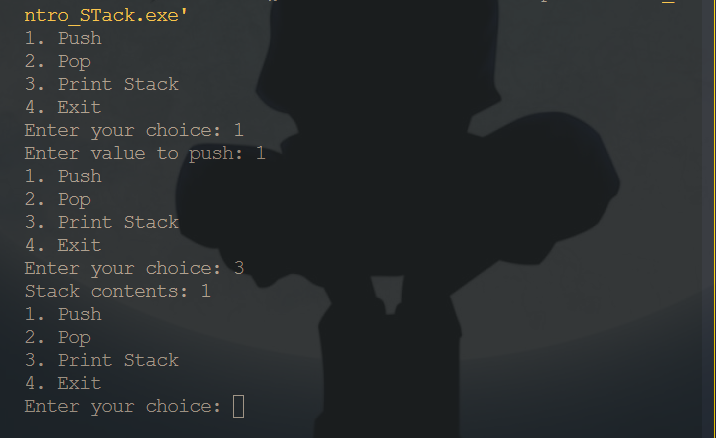 ntro_STack.exe'
1. Push
2. Pop
3. Print Stack
4. Exit
Enter your choice: 1
Enter value to push: 1
1. Push
2. Pop
3. Print Stack
4. Exit
Enter your choice: 3
Stack contents: 1
1. Push
2. Pop
3. Print Stack
4. Exit
Enter your choice: